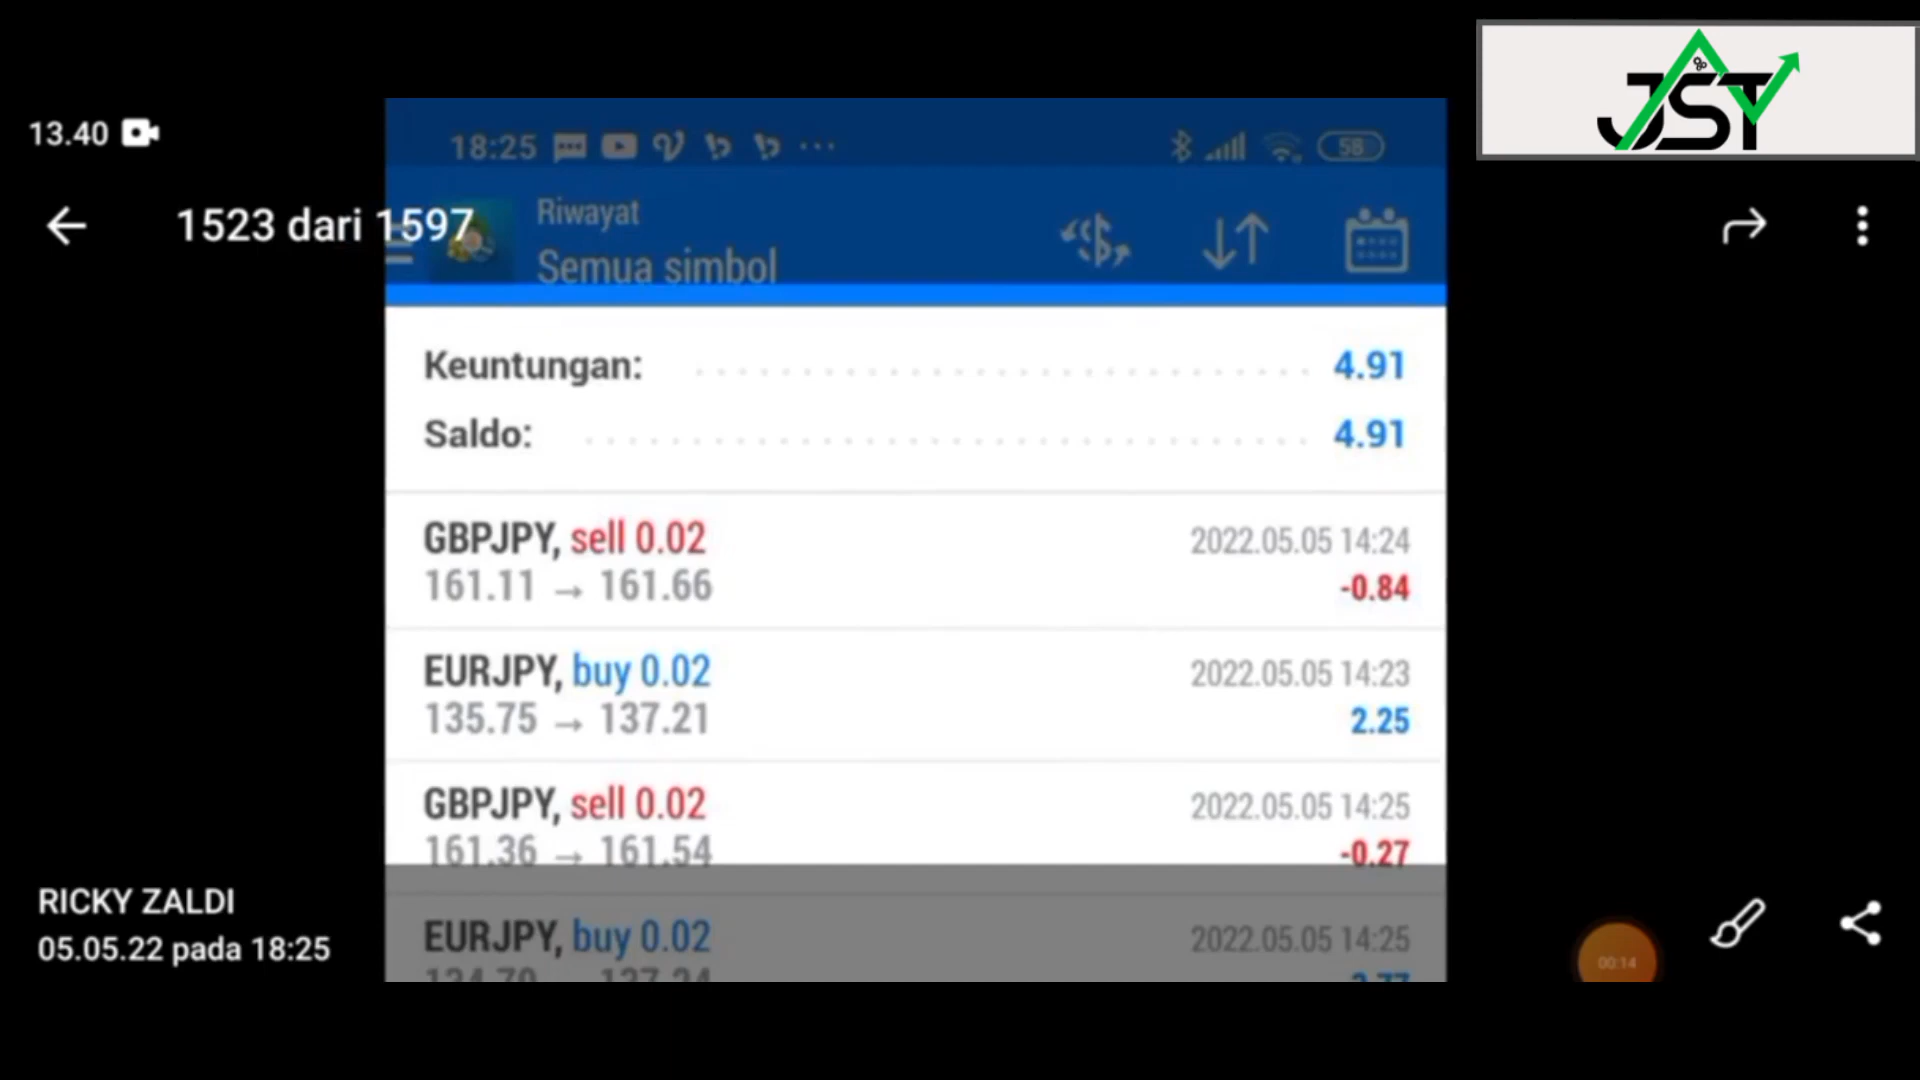 JSY
13.40
18:25
58
1523 dari 1597
Riwayat
Semua simbol
Keuntungan: 4.91
Saldo: 4.91
GBPJPY, sell 0.02 2022.05.05 14:24
161.11 → 161.66 -0.84
EURJPY, buy 0.02 2022.05.05 14:23
135.75 → 137.21 2.25
GBPJPY, sell 0.02 2022.05.05 14:25
161.36 → 161.54 -0.27
EURJPY, buy 0.02 2022.05.05 14:25
RICKY ZALDI
05.05.22 pada 18:25
00:14